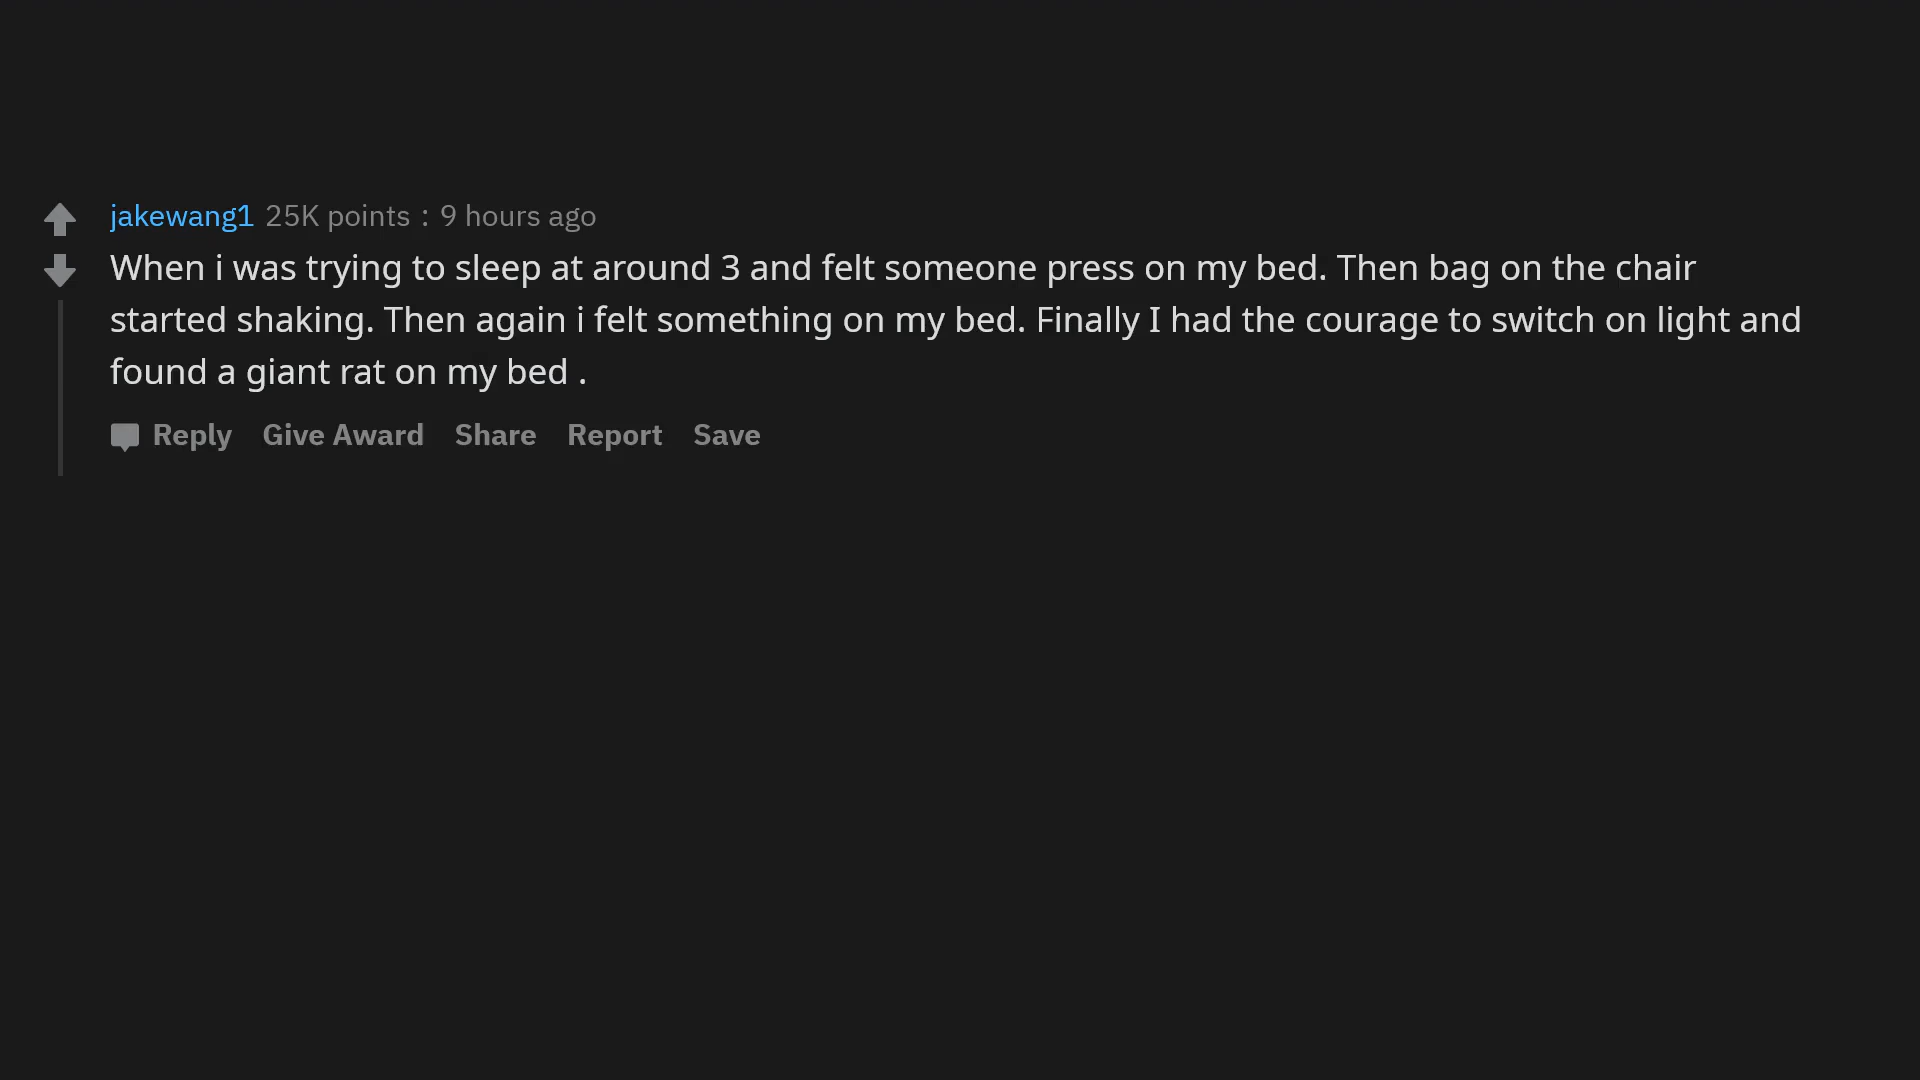 jakewang1 25K points : 9 hours ago
When i was trying to sleep at around 3 and felt someone press on my bed. Then bag on the chair
started shaking. Then again i felt something on my bed. Finally I had the courage to switch on light and
found a giant rat on my bed .
Reply Give Award Share Report Save